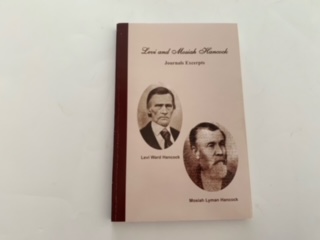 Levi and Mosiah Hancock
Journals Excerpts
Levi Ward Hancock
Mosiah Lyman Hancock